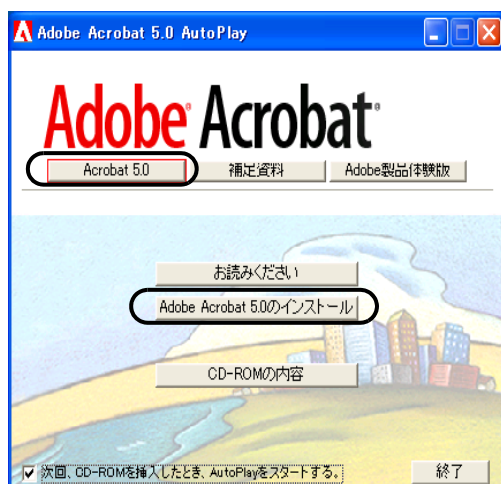 Adobe Acrobat 5.0 AutoPlay
Adobe® Acrobat®
Acrobat 5.0 補足資料 Adobe製品体験版
お読みください
Adobe Acrobat 5.0のインストール
CD-ROMの内容
次回、CD-ROMを挿入したとき、AutoPlayをスタートする。 終了